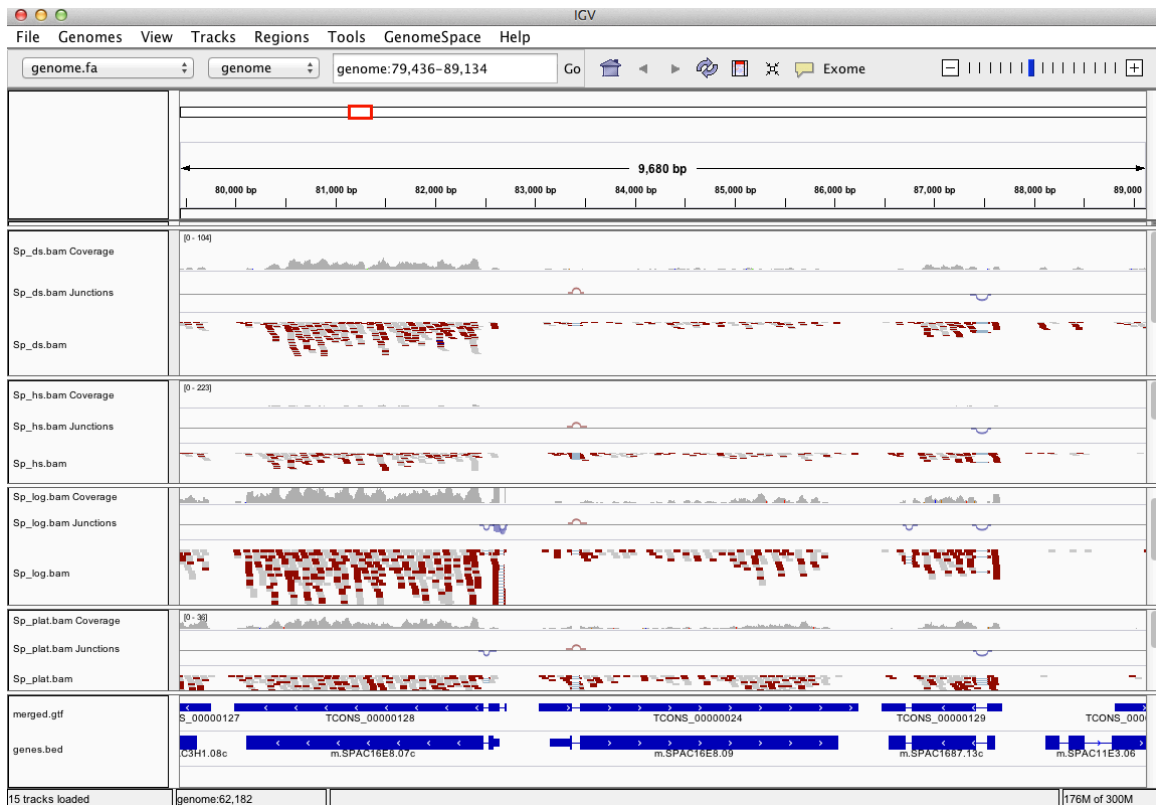 IGV
File Genomes View Tracks Regions Tools GenomeSpace Help
genome.fa genome genome:79,436-89,134 Go Exome
9,680 bp
80,000 bp 81,000 bp 82,000 bp 83,000 bp 84,000 bp 85,000 bp 86,000 bp 87,000 bp 88,000 bp 89,000
[0 - 104]
Sp_ds.bam Coverage
Sp_ds.bam Junctions
Sp_ds.bam
[0 - 223]
Sp_hs.bam Coverage
Sp_hs.bam Junctions
Sp_hs.bam
Sp_log.bam Coverage
Sp_log.bam Junctions
Sp_log.bam
[0 - 36]
Sp_plat.bam Coverage
Sp_plat.bam Junctions
Sp_plat.bam
merged.gtf
S_00000127 TCONS_00000128 TCONS_00000024 TCONS_00000129 TCONS_000
genes.bed
.C3H1.08c m.SPAC16E8.07c m.SPAC16E8.09 m.SPAC1687.13c m.SPAC11E3.06
15 tracks loaded genome:62,182 176M of 300M